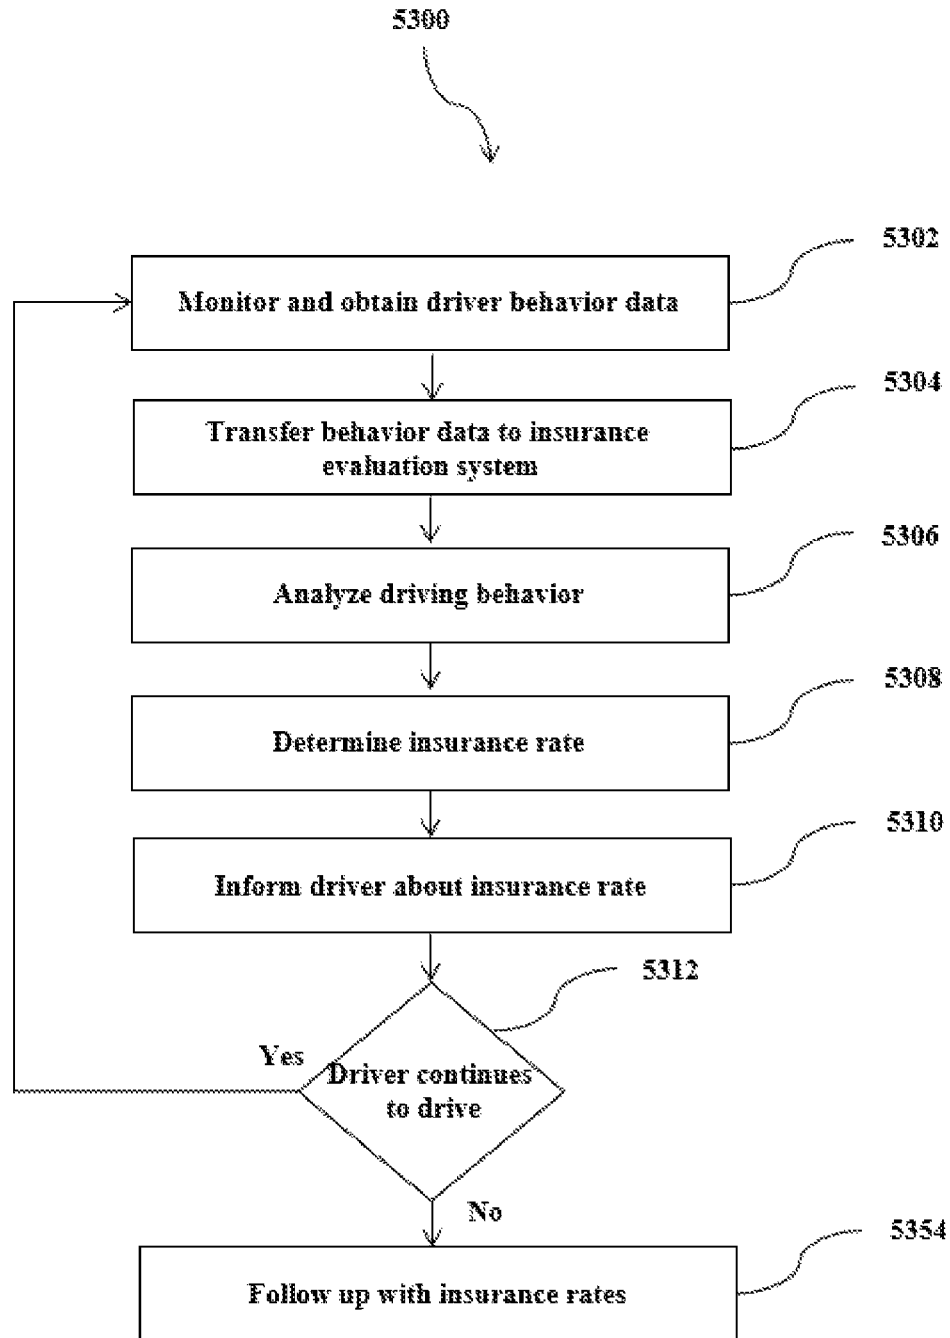 5300
5302
Monitor and obtain driver behavior data
5304
Transfer behavior data to insurance
evaluation system
5306
Analyze driving behavior
5308
Determine insurance rate
5310
Inform driver about insurance rate
5312
Yes
Driver continues
to drive
No
5354
Follow up with insurance rates